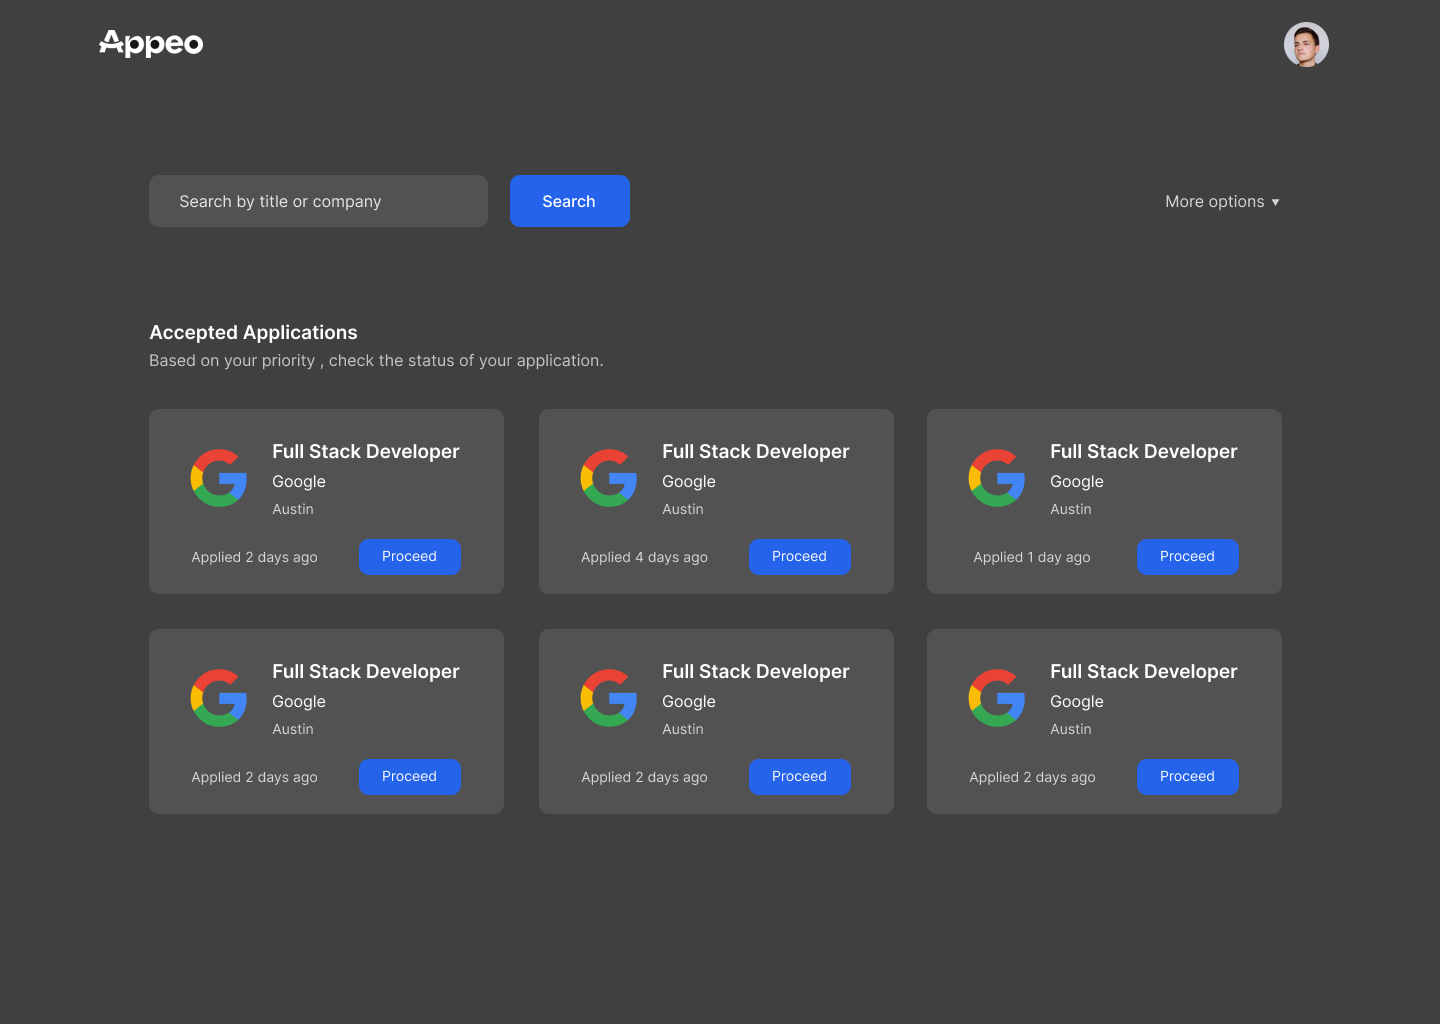 Appeo
Search by title or company
Search
More options ▼
Accepted Applications
Based on your priority , check the status of your application.
Full Stack Developer
Google
Austin
Applied 2 days ago
Proceed
Full Stack Developer
Google
Austin
Applied 4 days ago
Proceed
Full Stack Developer
Google
Austin
Applied 1 day ago
Proceed
Full Stack Developer
Google
Austin
Applied 2 days ago
Proceed
Full Stack Developer
Google
Austin
Applied 2 days ago
Proceed
Full Stack Developer
Google
Austin
Applied 2 days ago
Proceed